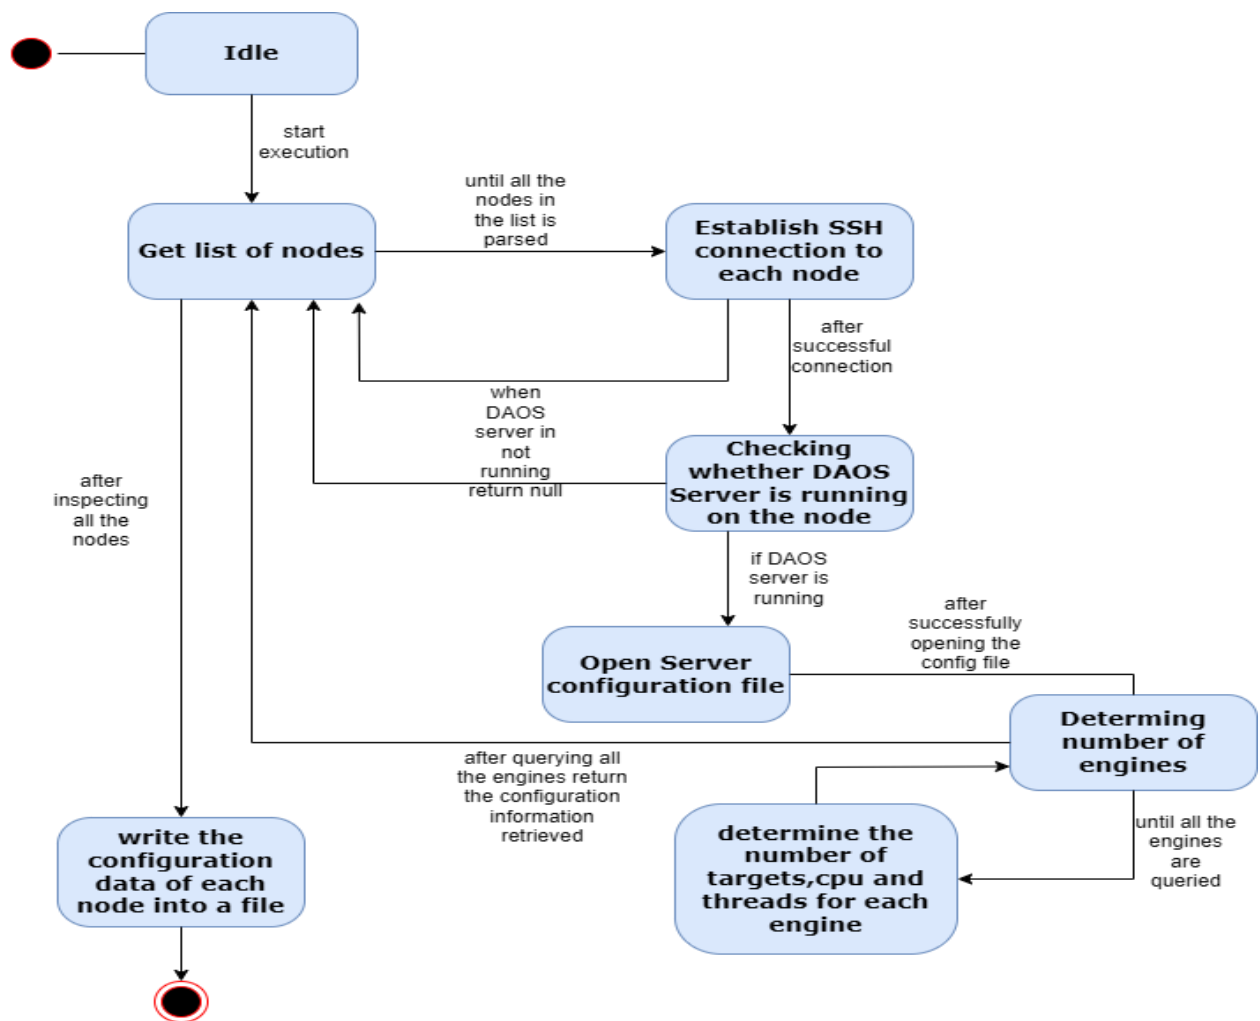 Idle
start
execution
until all the
nodes in
the list is
parsed
Get list of nodes
Establish SSH
connection to
each node
after
successful
connection
when
DAOS
server in
not
running
return null
Checking
whether DAOS
Server is running
on the node
after
inspecting
all the
nodes
if DAOS
server is
running
after
successfully
opening the
config file
Open Server
configuration file
Determing
number of
engines
after querying all
the engines return
the configuration
information
retrieved
until all the
engines
are
queried
write the
configuration
data of each
node into a file
determine the
number of
targets,cpu and
threads for each
engine